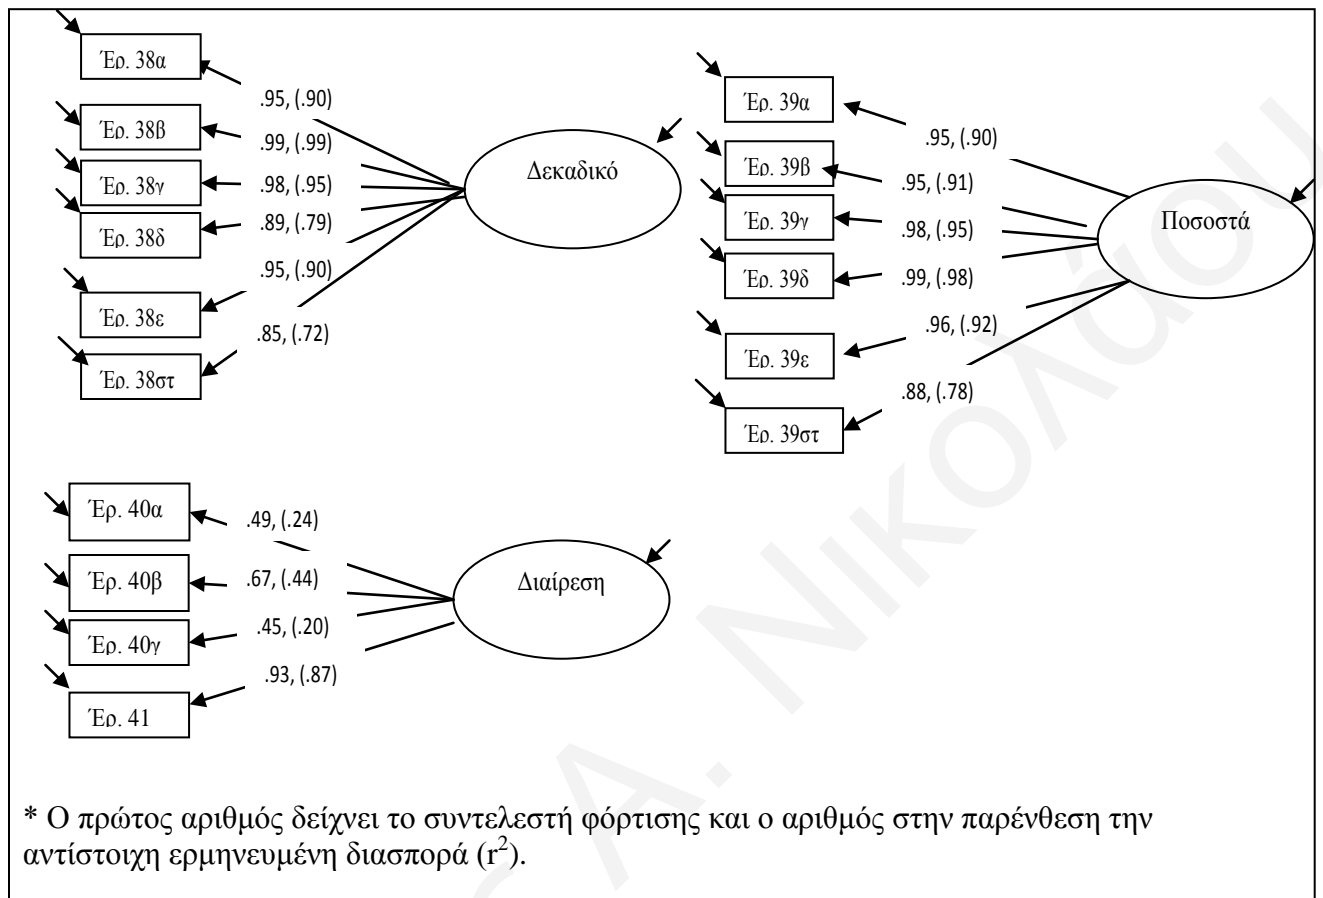 Έρ. 38α
.95, (.90)
Έρ. 38β
.99, (.99)
Έρ. 38γ
.98, (.95)
Έρ. 38δ
.89, (.79)
Έρ. 38ε
.95, (.90)
Έρ. 38στ
.85, (.72)
Δεκαδικό
Έρ. 39α
.95, (.90)
Έρ. 39β
.95, (.91)
Έρ. 39γ
.98, (.95)
Έρ. 39δ
.99, (.98)
Έρ. 39ε
.96, (.92)
Έρ. 39στ
.88, (.78)
Ποσοστά
Έρ. 40α
.49, (.24)
Έρ. 40β
.67, (.44)
Έρ. 40γ
.45, (.20)
Έρ. 41
.93, (.87)
Διαίρεση
* Ο πρώτος αριθμός δείχνει το συντελεστή φόρτισης και ο αριθμός στην παρένθεση την
αντίστοιχη ερμηνευμένη διασπορά (r²).
Α. Νικολάου